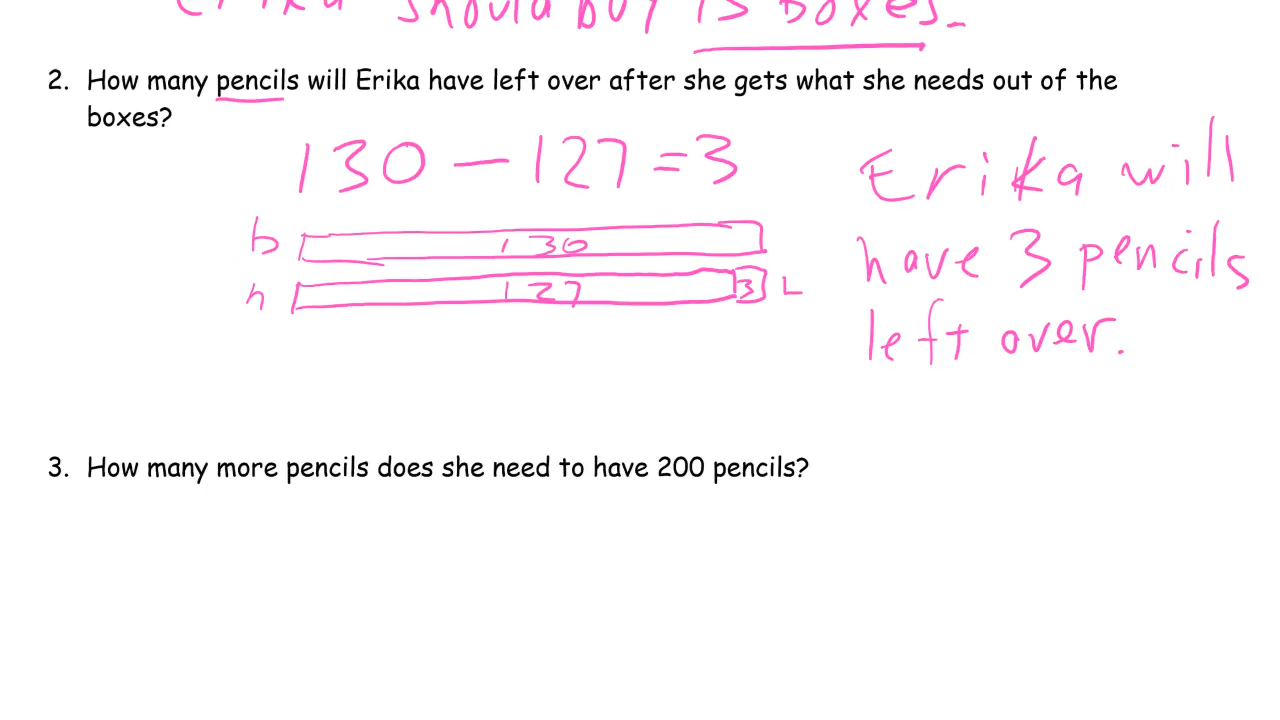 Erika should buy 13 boxes.
2. How many pencils will Erika have left over after she gets what she needs out of the
boxes?
130 - 127 = 3
b 130
n 127 3 L
Erika will
have 3 pencils
left over.
3. How many more pencils does she need to have 200 pencils?